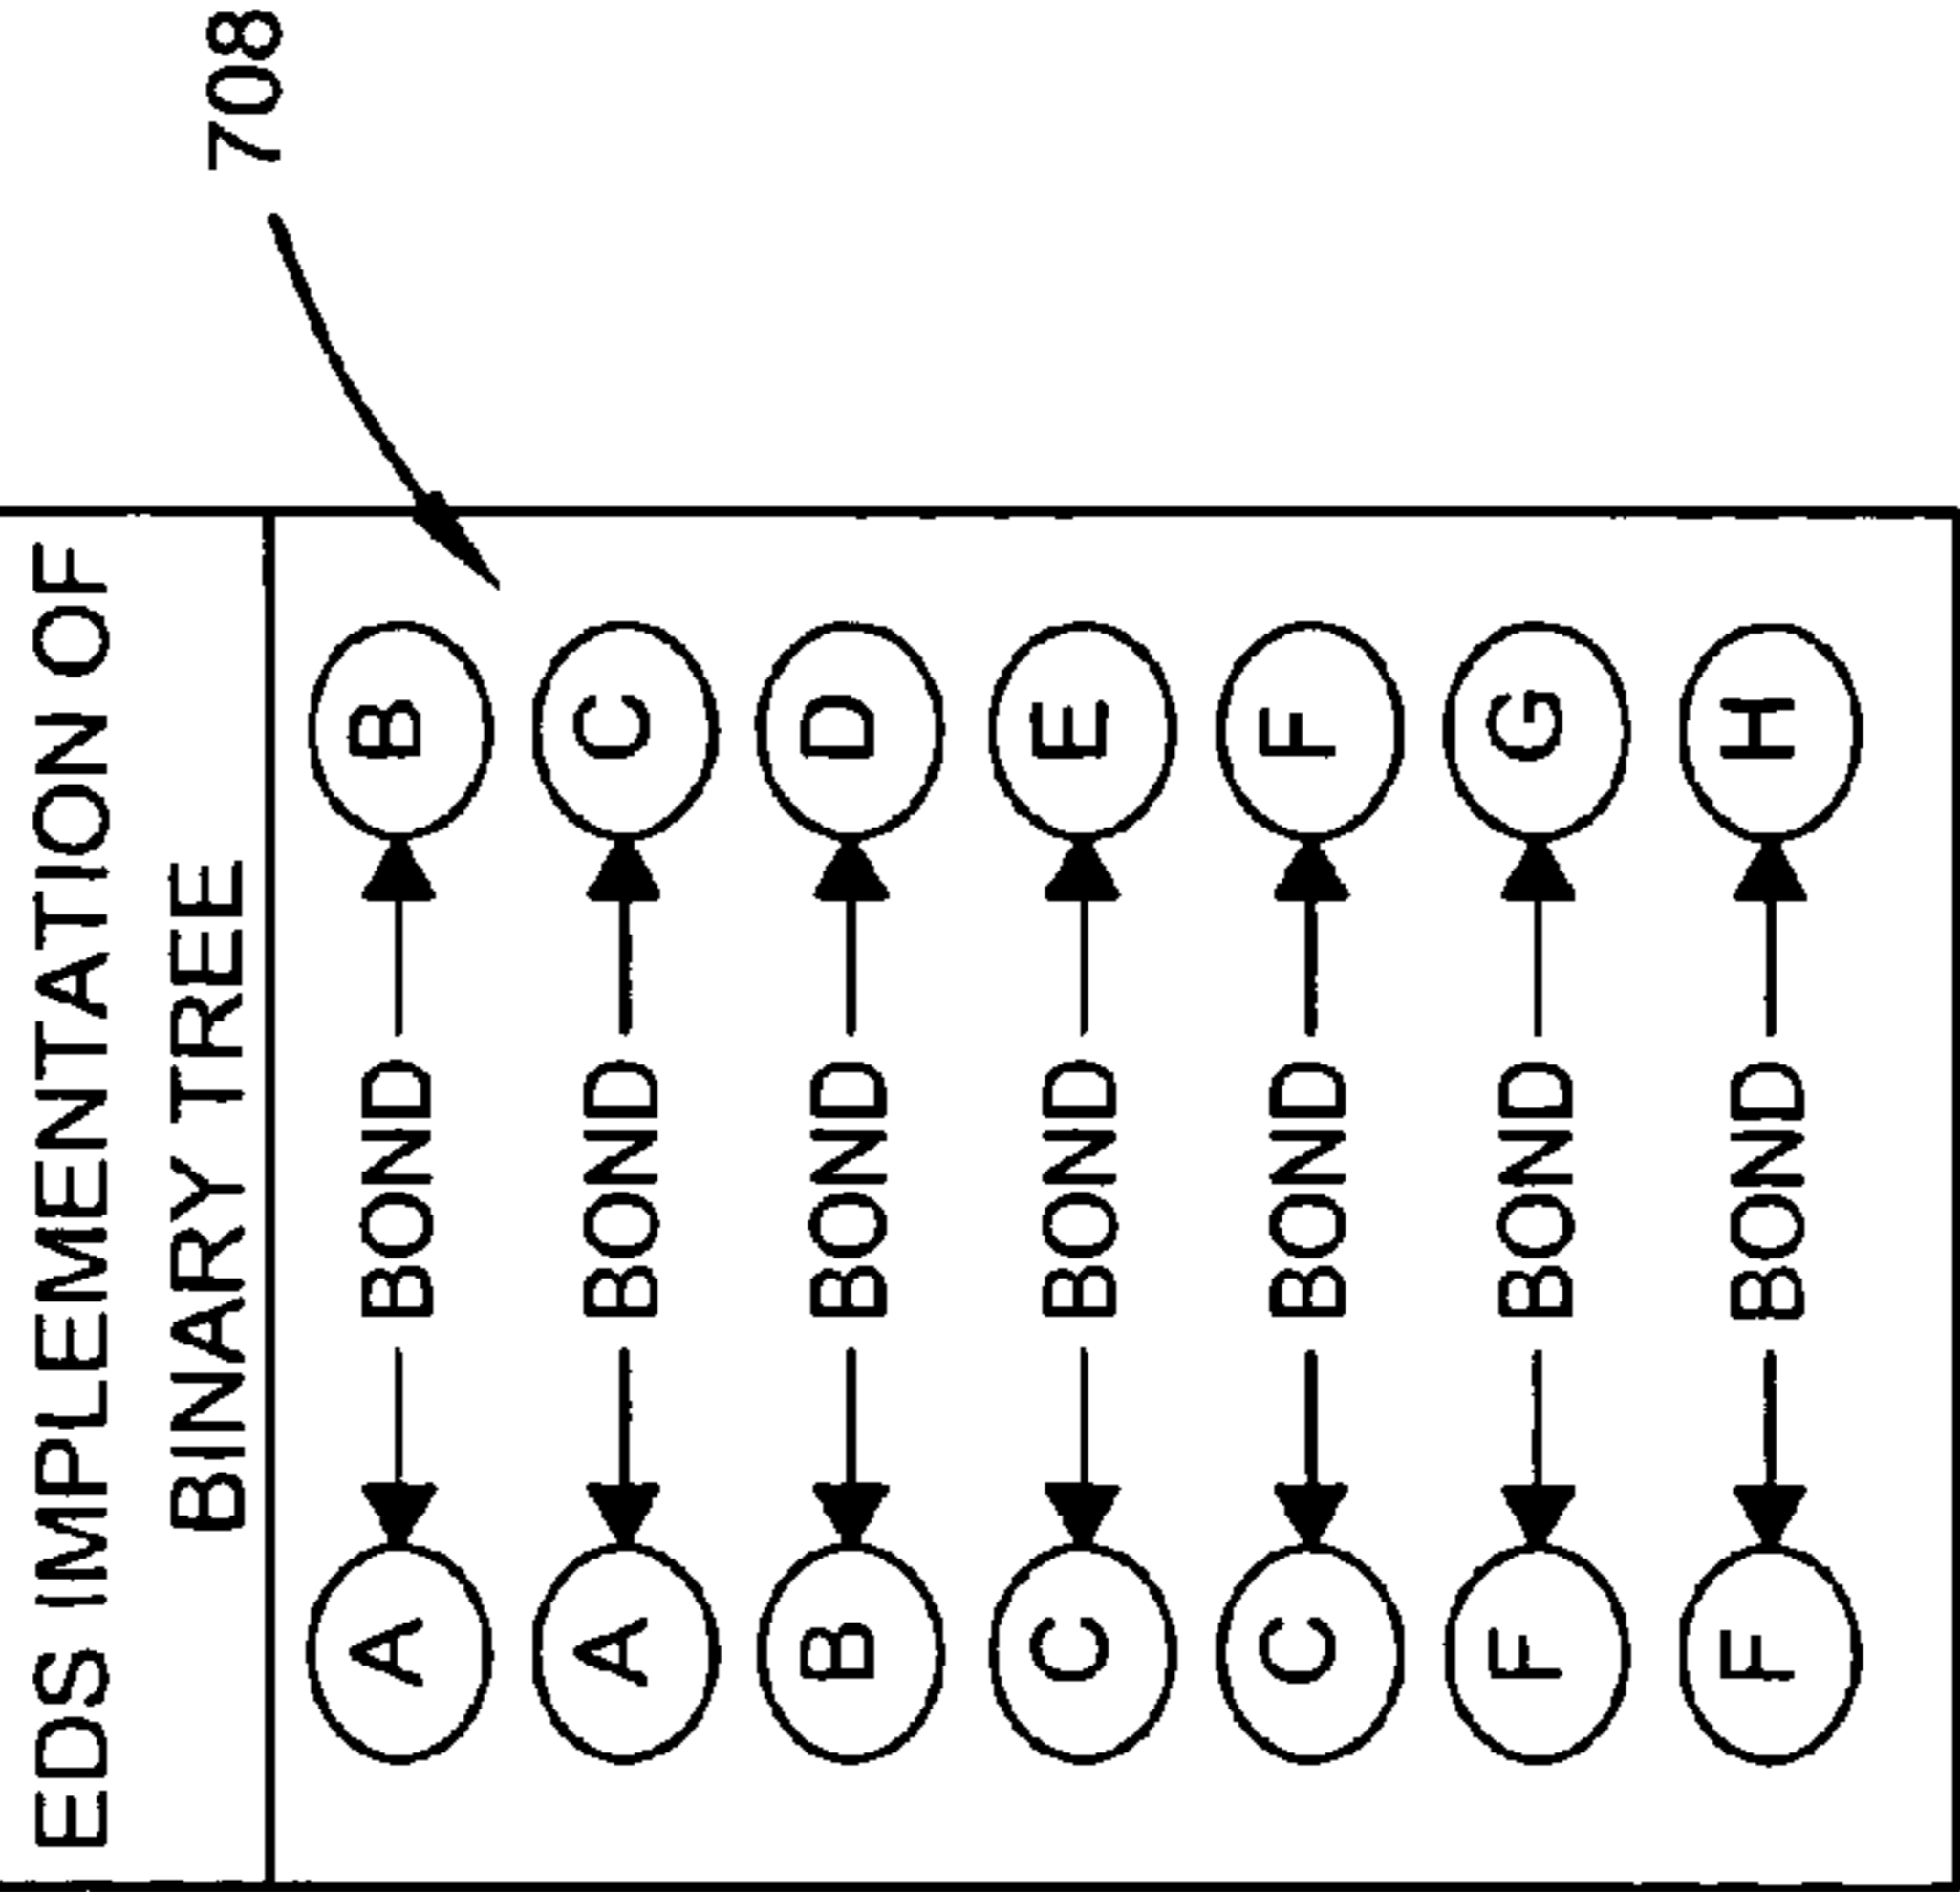 708
EDS IMPLEMENTATION OF
BINARY TREE
A BOND B
A BOND C
B BOND D
C BOND E
C BOND F
F BOND G
F BOND H